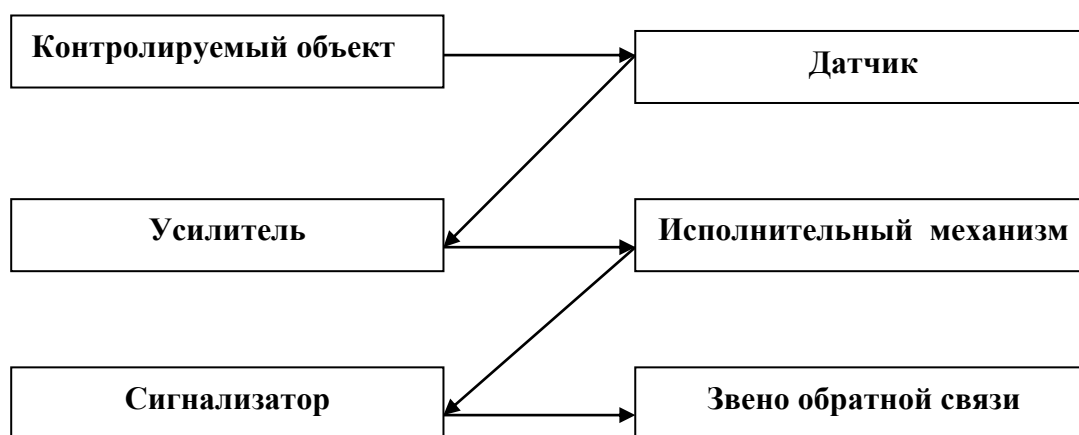 Контролируемый объект
Датчик
Усилитель
Исполнительный механизм
Сигнализатор
Звено обратной связи